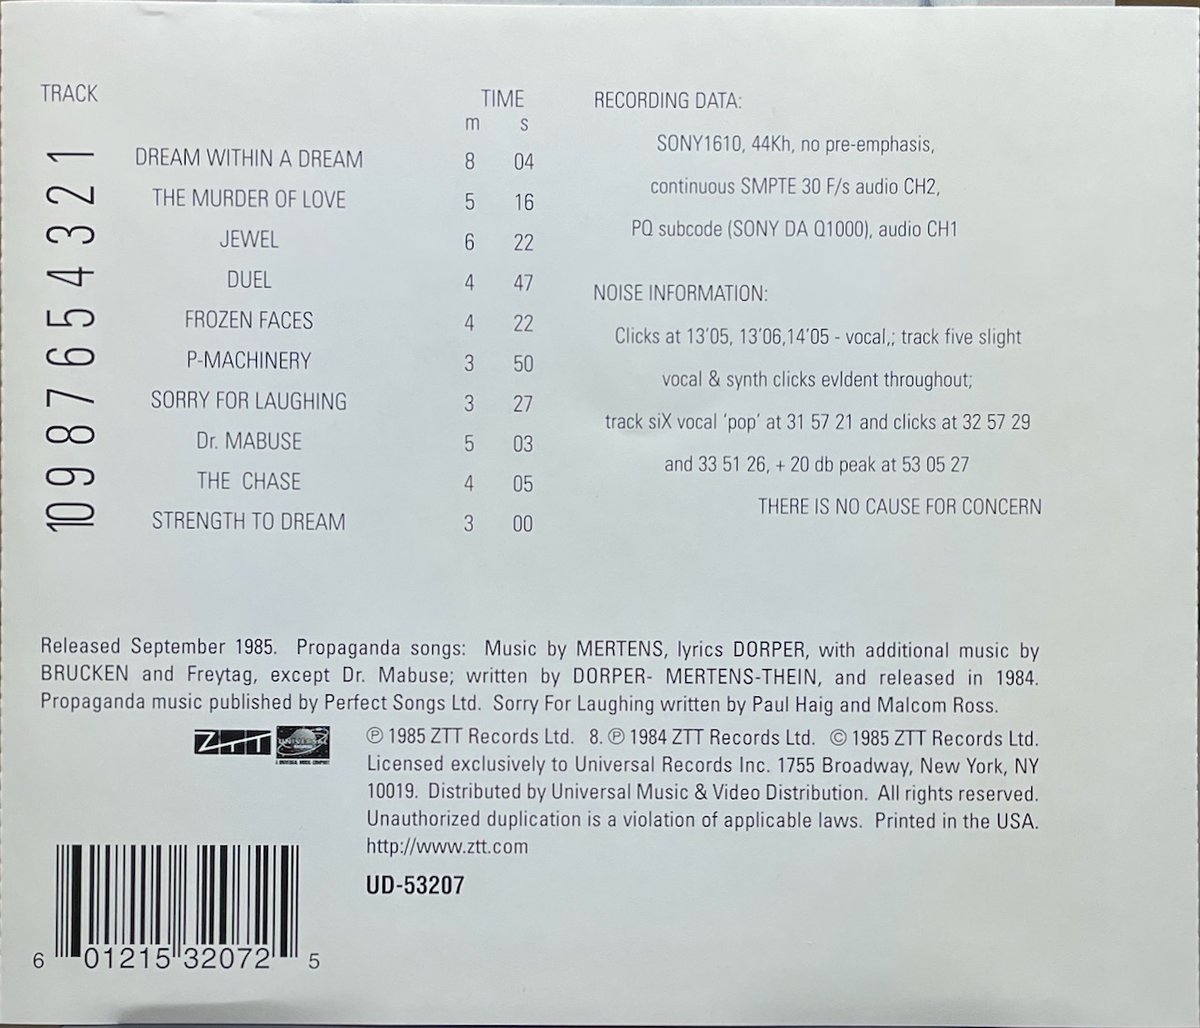 TRACK
TIME
m s
1 DREAM WITHIN A DREAM 8 04
2 THE MURDER OF LOVE 5 16
3 JEWEL 6 22
4 DUEL 4 47
5 FROZEN FACES 4 22
6 P-MACHINERY 3 50
7 SORRY FOR LAUGHING 3 27
8 Dr. MABUSE 5 03
9 THE CHASE 4 05
10 STRENGTH TO DREAM 3 00
RECORDING DATA:
SONY1610, 44Kh, no pre-emphasis,
continuous SMPTE 30 F/s audio CH2,
PQ subcode (SONY DA Q1000), audio CH1
NOISE INFORMATION:
Clicks at 13'05, 13'06,14'05 - vocal,; track five slight
vocal & synth clicks evIdent throughout;
track siX vocal 'pop' at 31 57 21 and clicks at 32 57 29
and 33 51 26, + 20 db peak at 53 05 27
THERE IS NO CAUSE FOR CONCERN
Released September 1985. Propaganda songs: Music by MERTENS, lyrics DORPER, with additional music by
BRUCKEN and Freytag, except Dr. Mabuse; written by DORPER- MERTENS-THEIN, and released in 1984.
Propaganda music published by Perfect Songs Ltd. Sorry For Laughing written by Paul Haig and Malcom Ross.
ZTT
UNIVERSAL
℗ 1985 ZTT Records Ltd. 8. ℗ 1984 ZTT Records Ltd. © 1985 ZTT Records Ltd.
Licensed exclusively to Universal Records Inc. 1755 Broadway, New York, NY
10019. Distributed by Universal Music & Video Distribution. All rights reserved.
Unauthorized duplication is a violation of applicable laws. Printed in the USA.
http://www.ztt.com
UD-53207
6 01215 32072 5